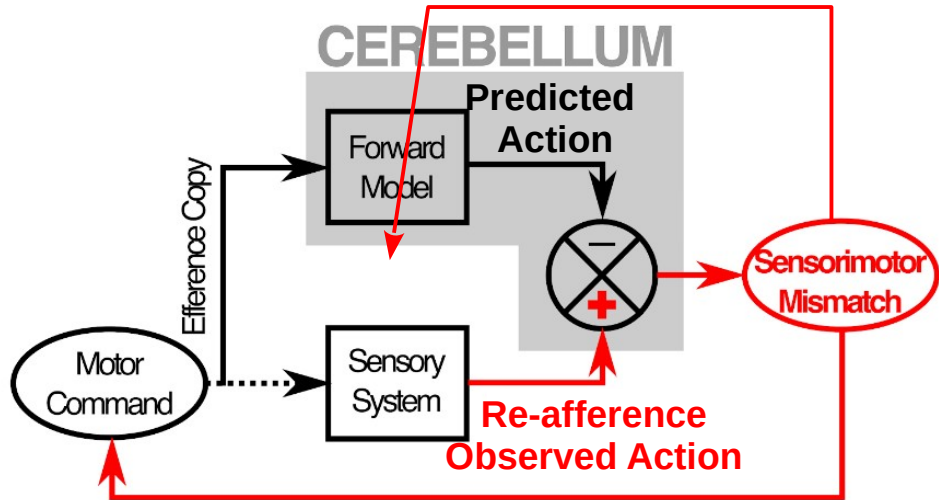 CEREBELLUM
Predicted
Action
Forward
Model
Efference Copy
−
+
Sensorimotor
Mismatch
Motor
Command
Sensory
System
Re-afference
Observed Action